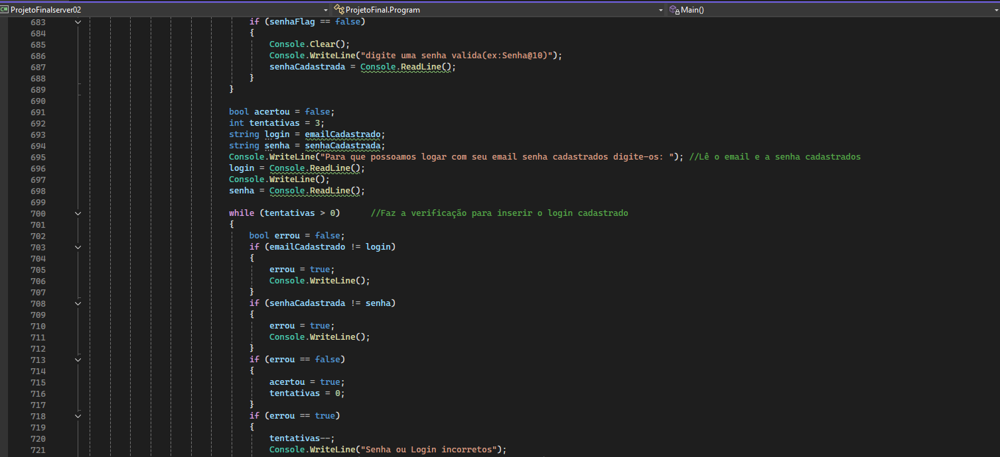 C# ProjetoFinalserver02 ProjetoFinal.Program Main()
683 if (senhaFlag == false)
684 {
685 Console.Clear();
686 Console.WriteLine("digite uma senha valida(ex:Senha@10)");
687 senhaCadastrada = Console.ReadLine();
688 }
689 }
690
691 bool acertou = false;
692 int tentativas = 3;
693 string login = emailCadastrado;
694 string senha = senhaCadastrada;
695 Console.WriteLine("Para que possoamos logar com seu email senha cadastrados digite-os: "); //Lê o email e a senha cadastrados
696 login = Console.ReadLine();
697 Console.WriteLine();
698 senha = Console.ReadLine();
699
700 while (tentativas > 0) //Faz a verificação para inserir o login cadastrado
701 {
702 bool errou = false;
703 if (emailCadastrado != login)
704 {
705 errou = true;
706 Console.WriteLine();
707 }
708 if (senhaCadastrada != senha)
709 {
710 errou = true;
711 Console.WriteLine();
712 }
713 if (errou == false)
714 {
715 acertou = true;
716 tentativas = 0;
717 }
718 if (errou == true)
719 {
720 tentativas--;
721 Console.WriteLine("Senha ou Login incorretos");